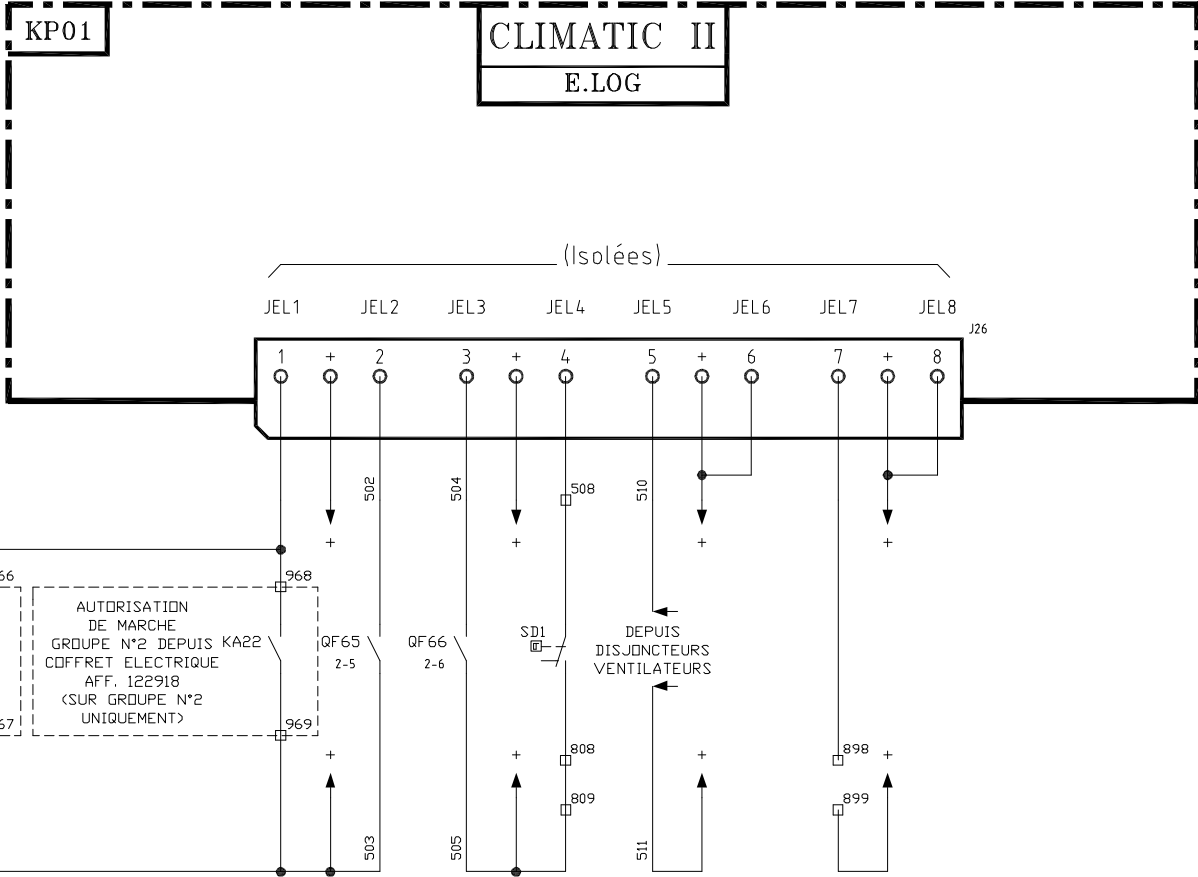 KP01
CLIMATIC II
E.LOG
(Isolées)
JEL1 JEL2 JEL3 JEL4 JEL5 JEL6 JEL7 JEL8
J26
1 + 2 3 + 4 5 + 6 7 + 8
502 504 508 510
+ + + +
66 968
AUTORISATION
DE MARCHE
GROUPE N°2 DEPUIS
COFFRET ELECTRIQUE
AFF. 122918
(SUR GROUPE N°2
UNIQUEMENT)
KA22
QF65
2-5
QF66
2-6
SD1
DEPUIS
DISJONCTEURS
VENTILATEURS
67 969
+ + 808 + 898 +
809 899
503 505 511